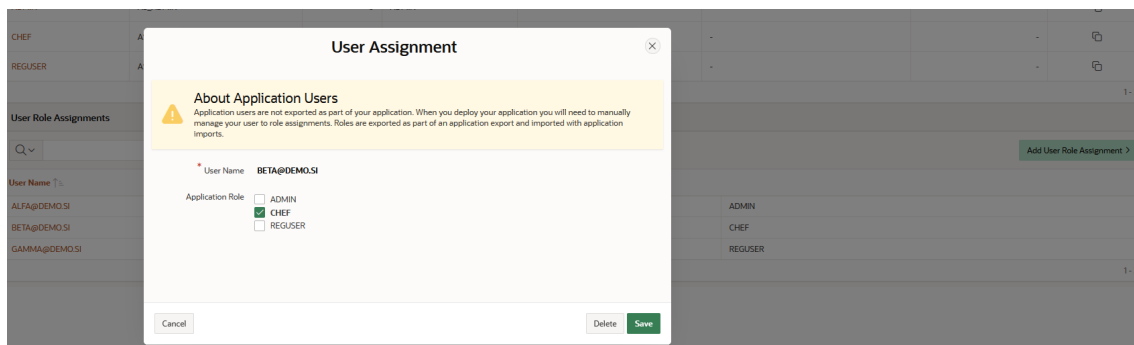 CHEF
A
User Assignment
-
-
REGUSER
A
-
-
About Application Users
Application users are not exported as part of your application. When you deploy your application you will need to manually
manage your user to role assignments. Roles are exported as part of an application export and imported with application
imports.
1 -
User Role Assignments
Add User Role Assignment >
* User Name BETA@DEMO.SI
User Name
Application Role
ADMIN
CHEF
REGUSER
ALFA@DEMO.SI
ADMIN
BETA@DEMO.SI
CHEF
GAMMA@DEMO.SI
REGUSER
1 -
Cancel
Delete
Save